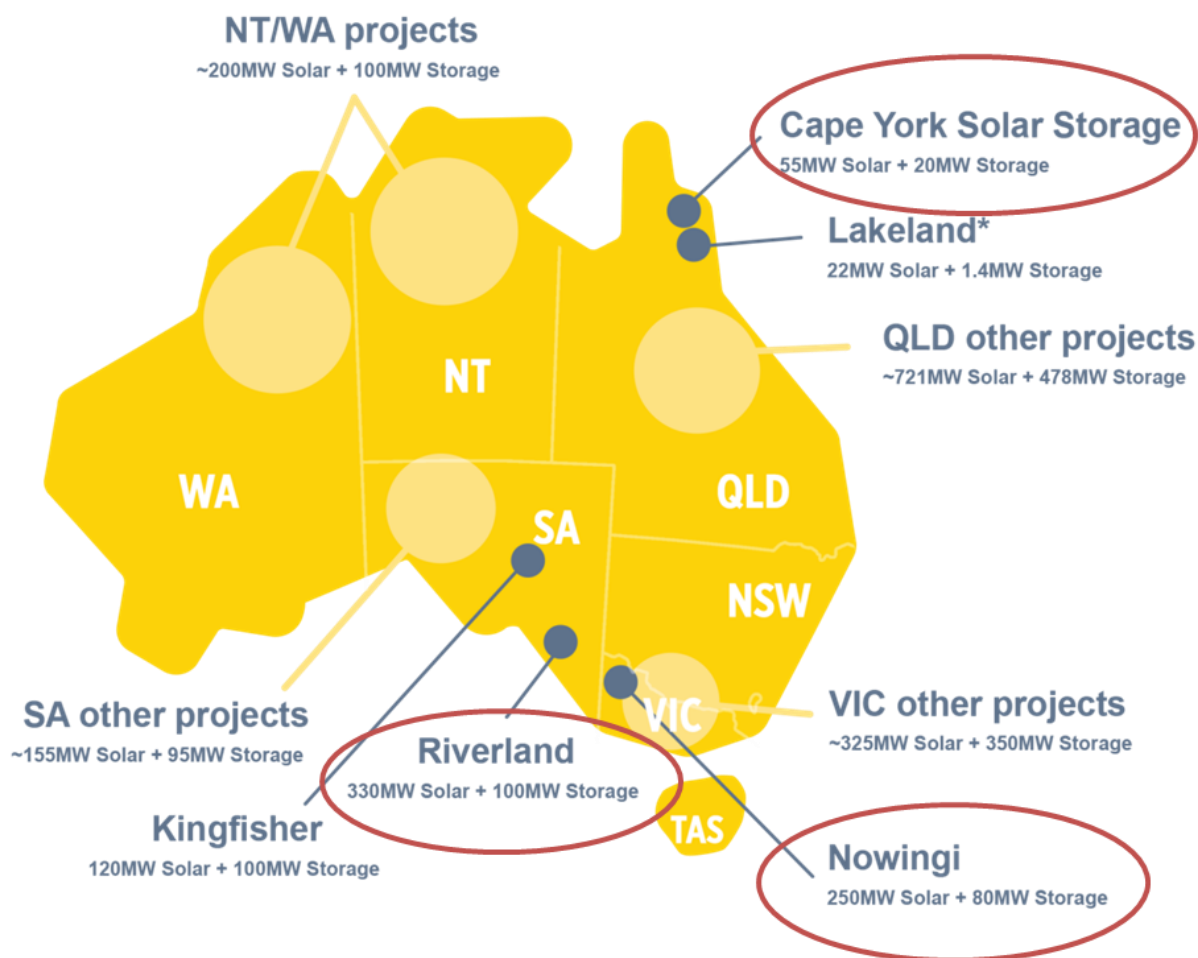 NT/WA projects
~200MW Solar + 100MW Storage
Cape York Solar Storage
55MW Solar + 20MW Storage
Lakeland*
22MW Solar + 1.4MW Storage
QLD other projects
~721MW Solar + 478MW Storage
NT
WA
QLD
SA
NSW
VIC
SA other projects
~155MW Solar + 95MW Storage
Riverland
330MW Solar + 100MW Storage
VIC other projects
~325MW Solar + 350MW Storage
Kingfisher
120MW Solar + 100MW Storage
TAS
Nowingi
250MW Solar + 80MW Storage